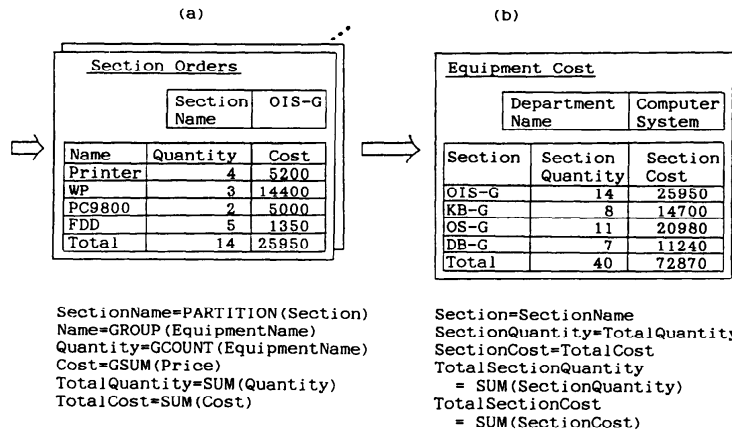 (a)
Section Orders
Section Name OIS-G
Name Quantity Cost
Printer 4 5200
WP 3 14400
PC9800 2 5000
FDD 5 1350
Total 14 25950
SectionName=PARTITION(Section)
Name=GROUP(EquipmentName)
Quantity=GCOUNT(EquipmentName)
Cost=GSUM(Price)
TotalQuantity=SUM(Quantity)
TotalCost=SUM(Cost)
(b)
Equipment Cost
Department Name Computer System
Section Section Quantity Section Cost
OIS-G 14 25950
KB-G 8 14700
OS-G 11 20980
DB-G 7 11240
Total 40 72870
Section=SectionName
SectionQuantity=TotalQuantity
SectionCost=TotalCost
TotalSectionQuantity
= SUM(SectionQuantity)
TotalSectionCost
= SUM(SectionCost)